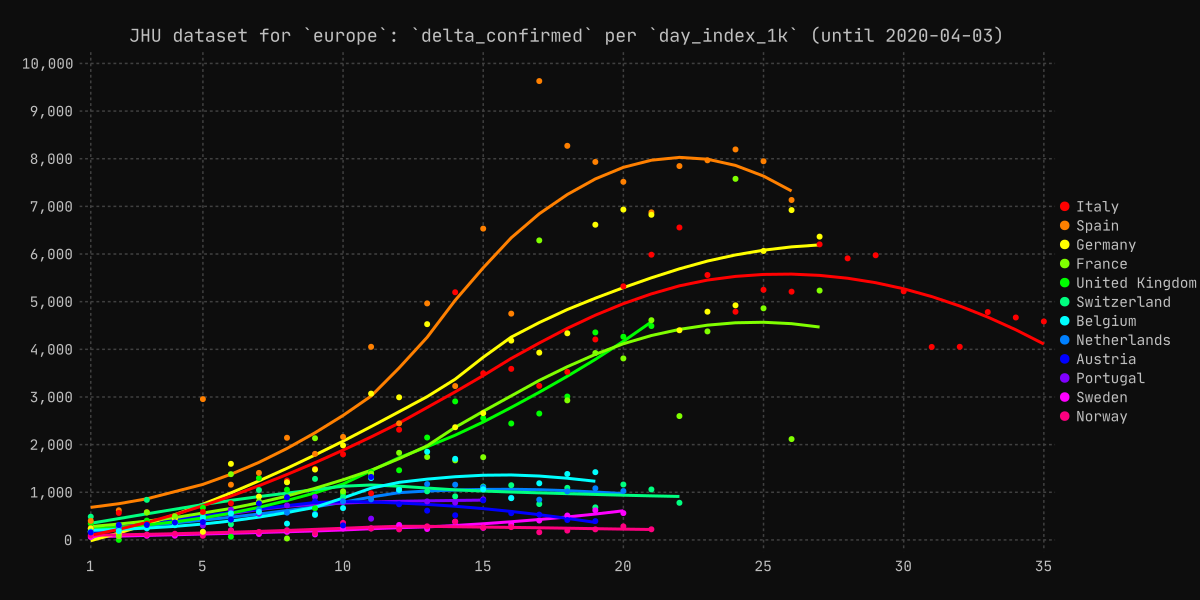 JHU dataset for `europe`: `delta_confirmed` per `day_index_1k` (until 2020-04-03)
10,000
9,000
8,000
7,000
6,000
5,000
4,000
3,000
2,000
1,000
0
1 5 10 15 20 25 30 35
Italy
Spain
Germany
France
United Kingdom
Switzerland
Belgium
Netherlands
Austria
Portugal
Sweden
Norway